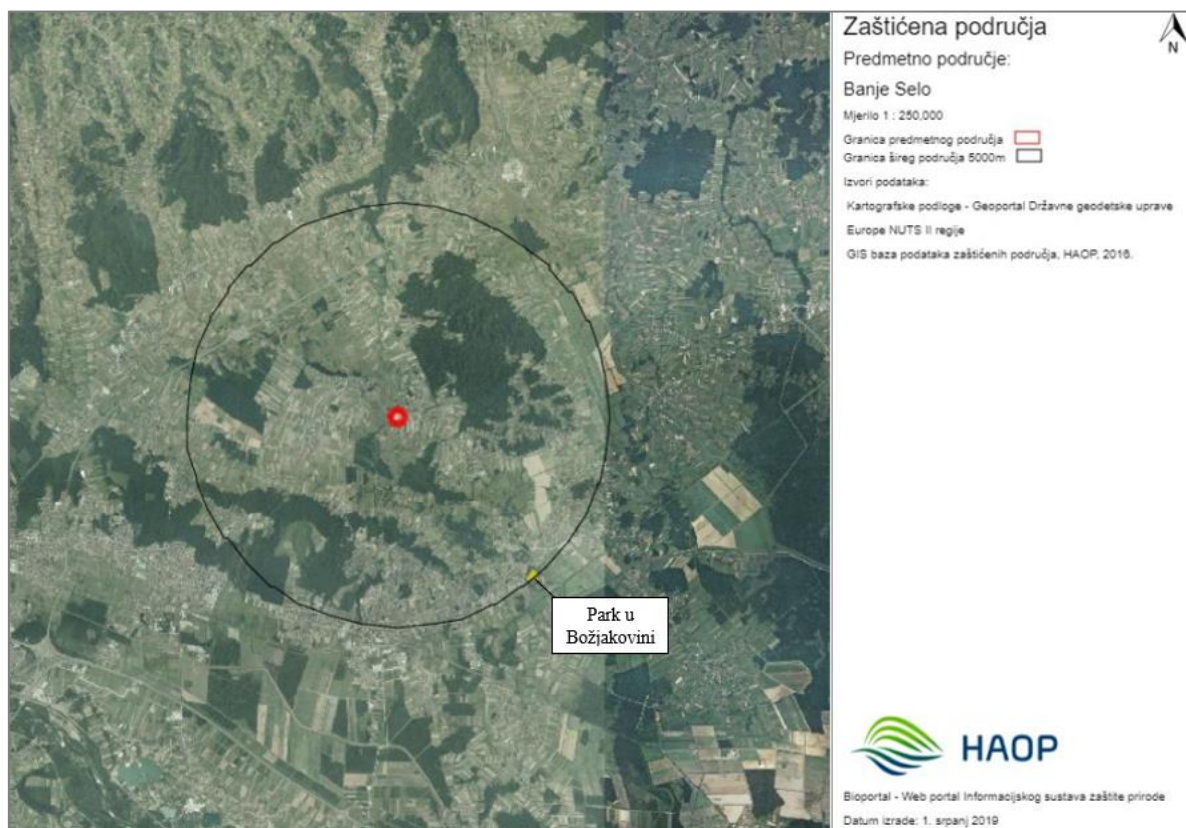 Zaštićena područja
N
Predmetno područje:
Banje Selo
Mjerilo 1 : 250,000
Granica predmetnog područja
Granica šireg područja 5000m
Izvori podataka:
Kartografske podloge - Geoportal Državne geodetske uprave
Europe NUTS II regije
GIS baza podataka zaštićenih područja, HAOP, 2016.
Park u
Božjakovini
HAOP
Bioportal - Web portal Informacijskog sustava zaštite prirode
Datum izrade: 1. srpanj 2019